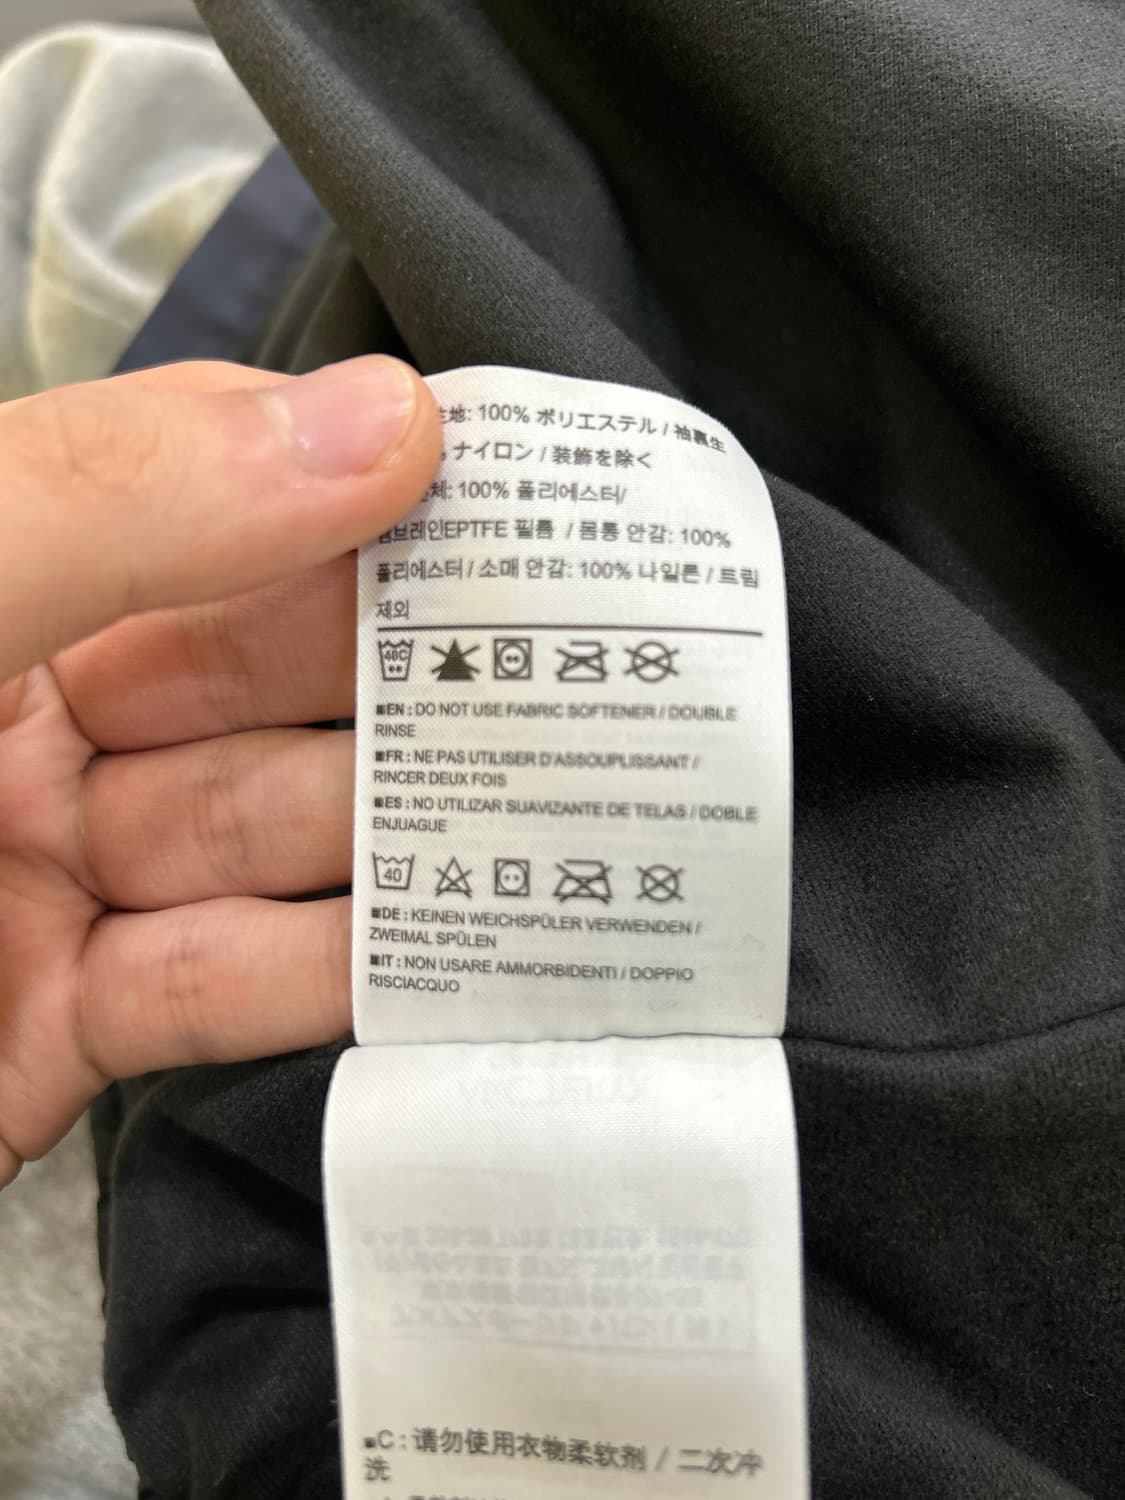 地: 100% ポリエステル / 袖裏生
ナイロン / 装飾を除く
체: 100% 폴리에스터/
멤브레인EPTFE 필름 / 몸통 안감: 100%
폴리에스터 / 소매 안감: 100% 나일론 / 트림
제외
40C
■EN : DO NOT USE FABRIC SOFTENER / DOUBLE
RINSE
■FR : NE PAS UTILISER D'ASSOUPLISSANT /
RINCER DEUX FOIS
■ES : NO UTILIZAR SUAVIZANTE DE TELAS / DOBLE
ENJUAGUE
40
■DE : KEINEN WEICHSPÜLER VERWENDEN /
ZWEIMAL SPÜLEN
■IT : NON USARE AMMORBIDENTI / DOPPIO
RISCIACQUO
■C : 请勿使用衣物柔软剂 / 二次冲
洗